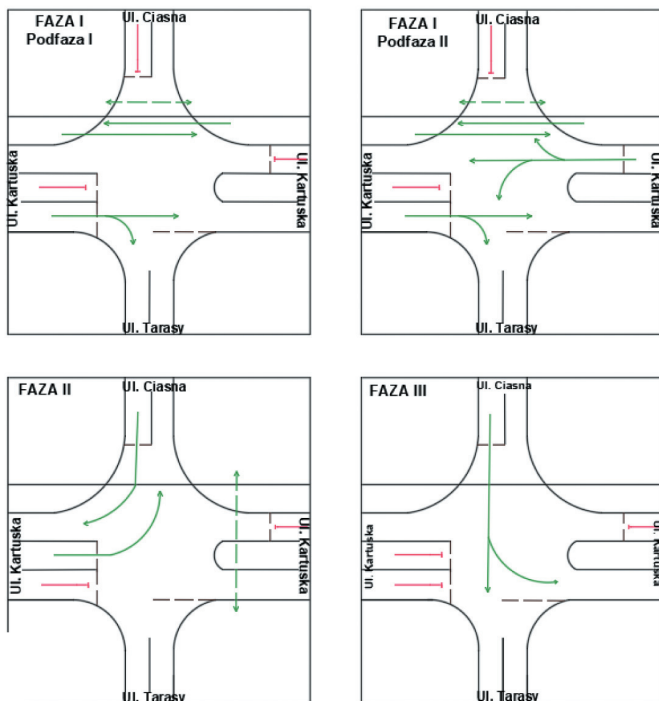 FAZA I
Podfaza I
Ul. Ciasna
Ul. Kartuska
Ul. Kartuska
Ul. Tarasy
FAZA I
Podfaza II
Ul. Ciasna
Ul. Kartuska
Ul. Kartuska
Ul. Tarasy
FAZA II
Ul. Ciasna
Ul. Kartuska
Ul. Kartuska
Ul. Tarasy
FAZA III
Ul. Ciasna
Ul. Kartuska
Ul. Kartuska
Ul. Tarasy